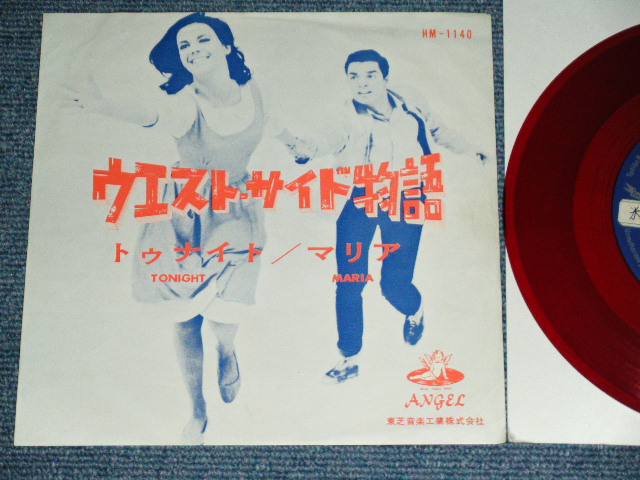 HM-1140
ウエスト・サイド物語
トゥナイト／マリア
TONIGHT MARIA
ANGEL
東芝音楽工業株式会社